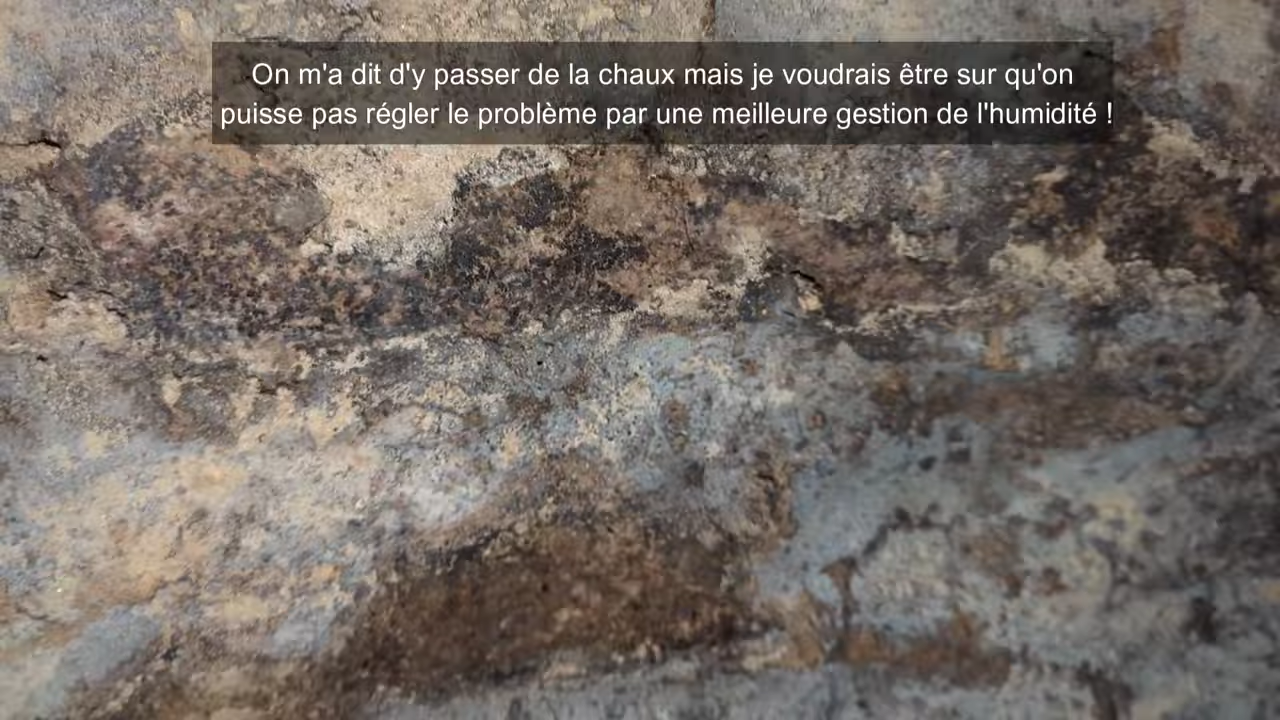 On m'a dit d'y passer de la chaux mais je voudrais être sur qu'on
puisse pas régler le problème par une meilleure gestion de l'humidité !